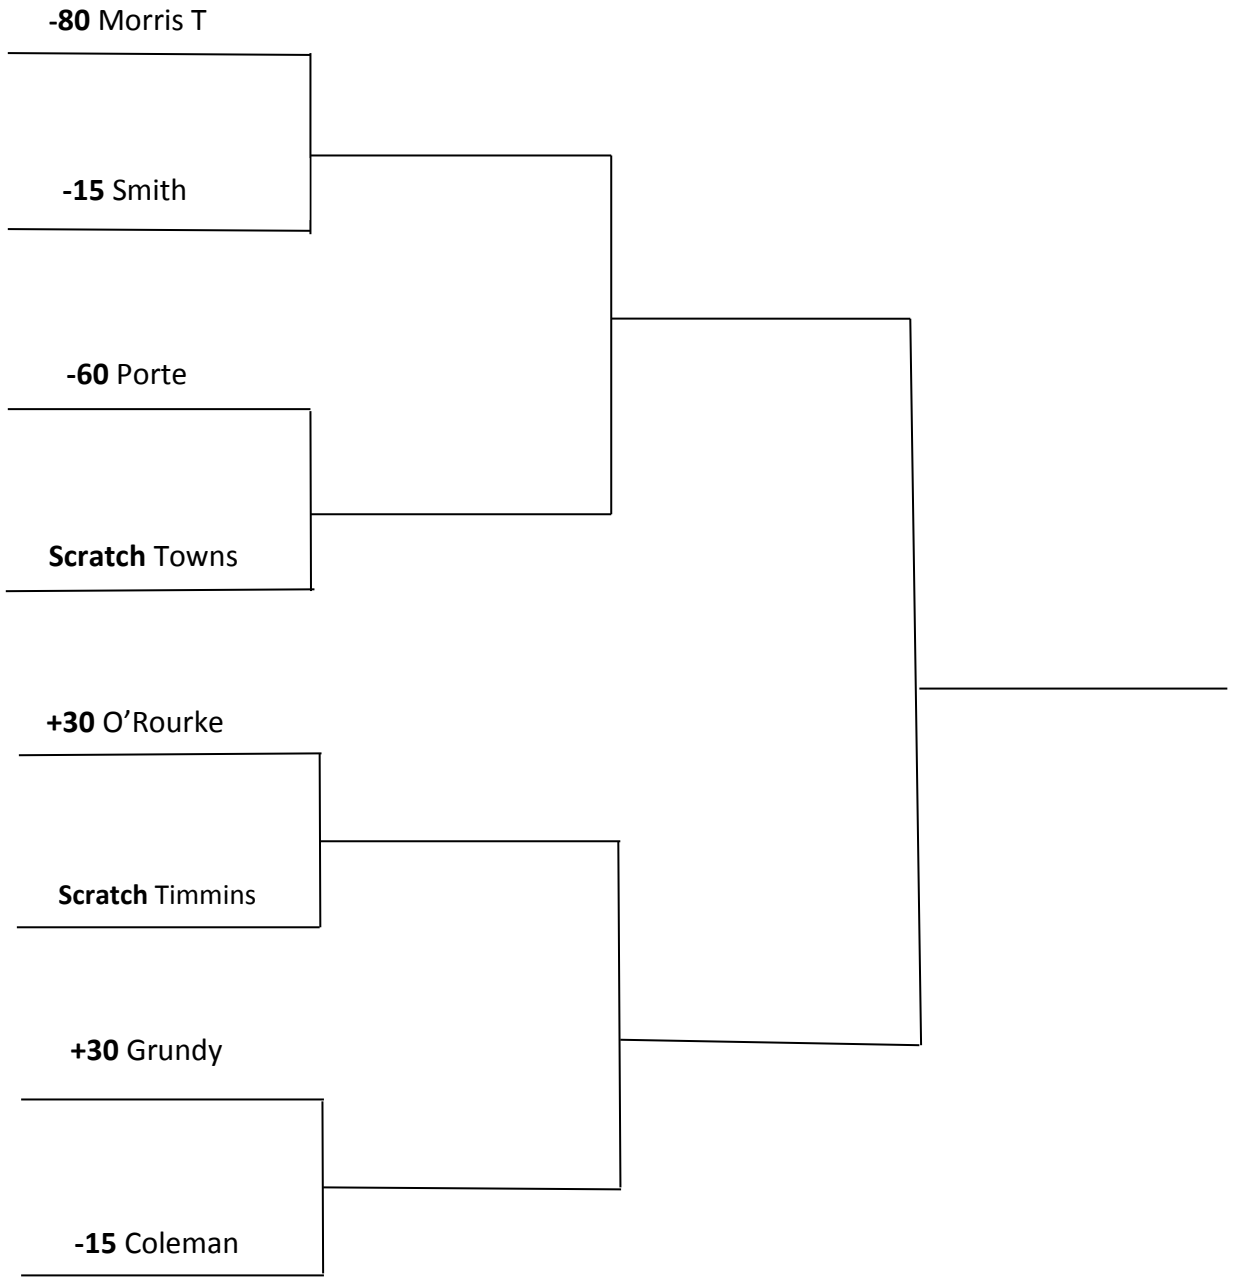 -80 Morris T
-15 Smith
-60 Porte
Scratch Towns
+30 O’Rourke
Scratch Timmins
+30 Grundy
-15 Coleman